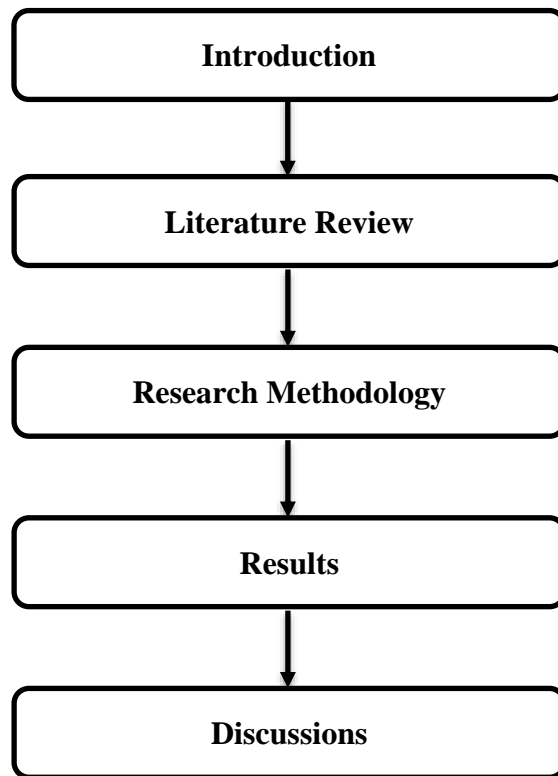 Introduction
Literature Review
Research Methodology
Results
Discussions